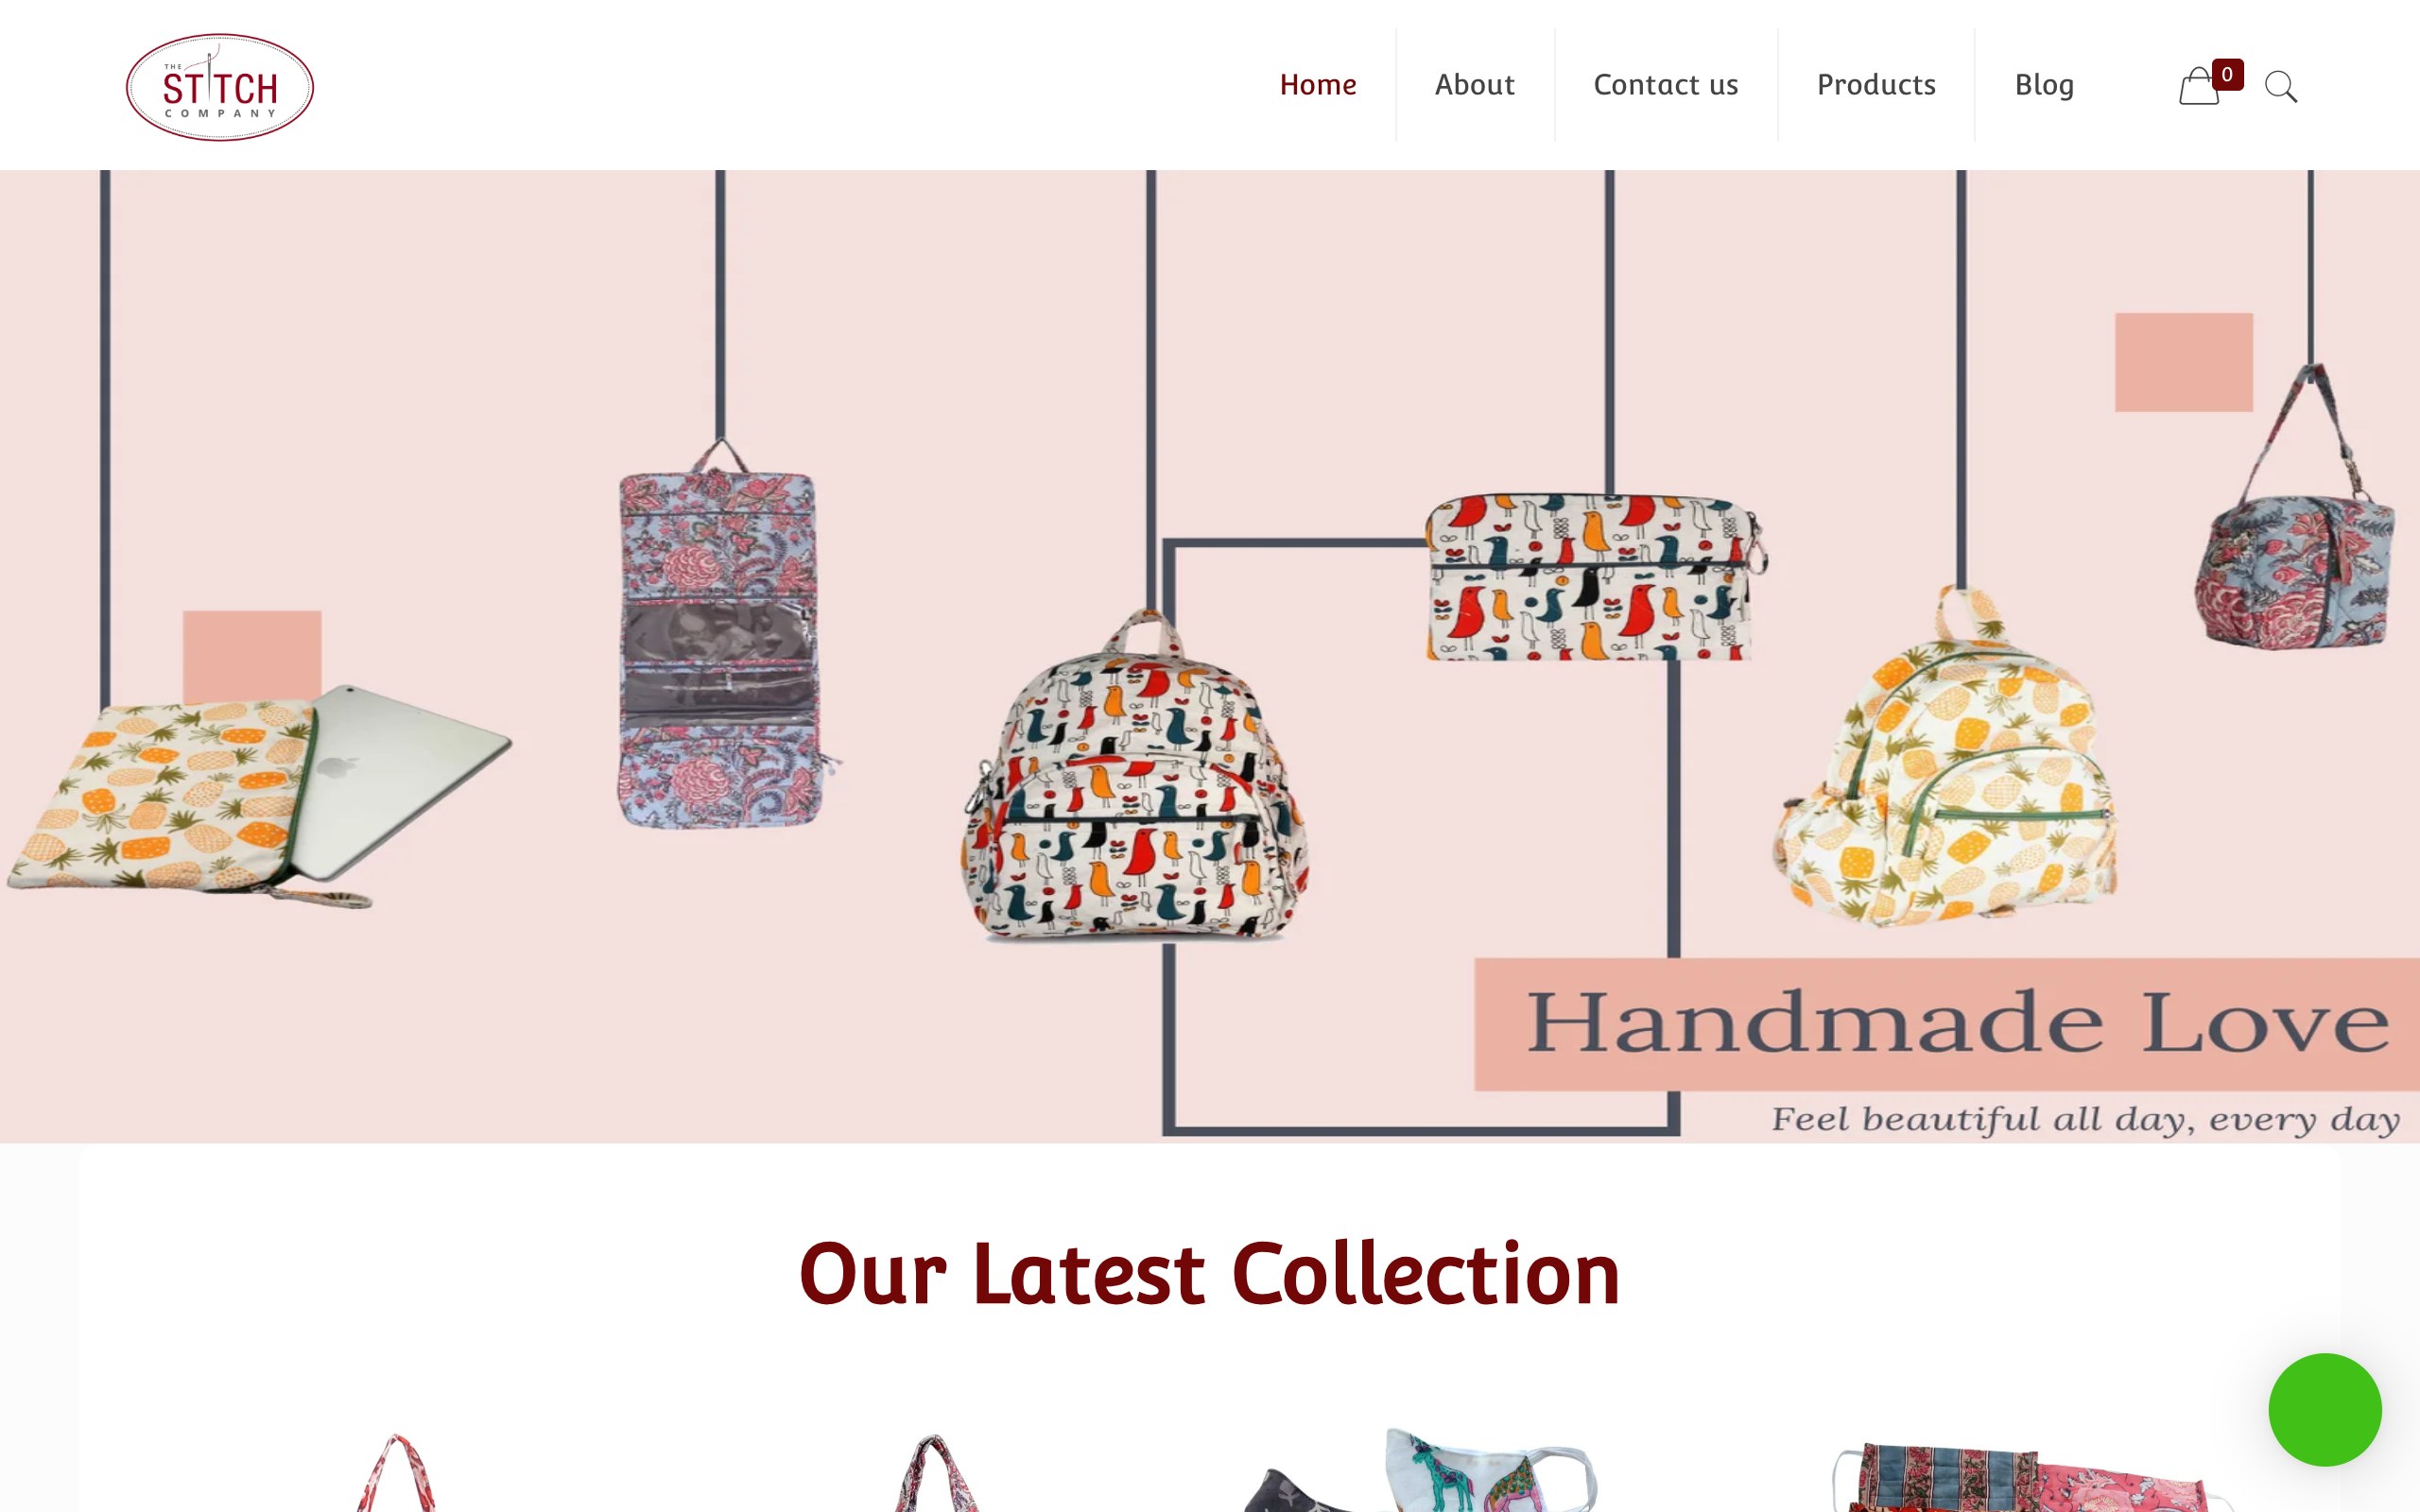 THE
STITCH
COMPANY
Home
About
Contact us
Products
Blog
0
Handmade Love
Feel beautiful all day, every day
Our Latest Collection